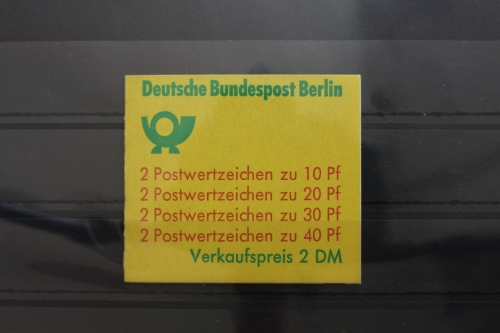 Deutsche Bundespost Berlin
2 Postwertzeichen zu 10 Pf
2 Postwertzeichen zu 20 Pf
2 Postwertzeichen zu 30 Pf
2 Postwertzeichen zu 40 Pf
Verkaufspreis 2 DM